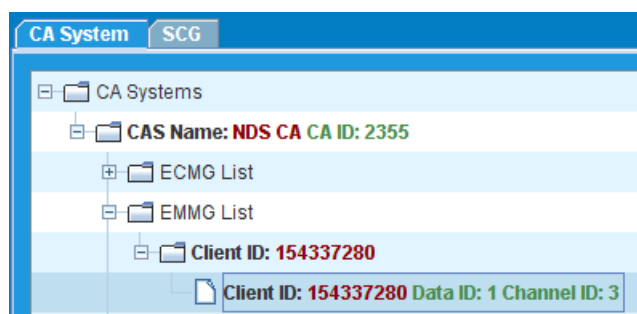 CA System SCG
CA Systems
CAS Name: NDS CA CA ID: 2355
ECMG List
EMMG List
Client ID: 154337280
Client ID: 154337280 Data ID: 1 Channel ID: 3